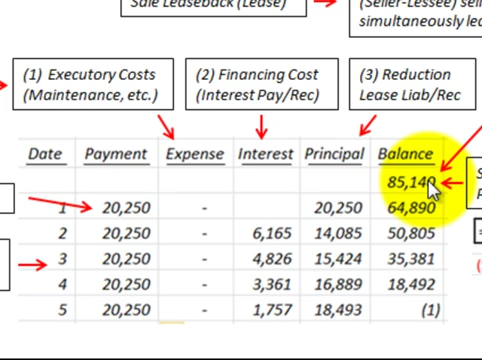 Sale Leaseback (Lease)
(Seller-Lessee) sell
simultaneously lea
(1) Executory Costs
(Maintenance, etc.)
(2) Financing Cost
(Interest Pay/Rec)
(3) Reduction
Lease Liab/Rec
Date Payment Expense Interest Principal Balance
85,140
1 20,250 - 20,250 64,890
2 20,250 - 6,165 14,085 50,805
3 20,250 - 4,826 15,424 35,381
4 20,250 - 3,361 16,889 18,492
5 20,250 - 1,757 18,493 (1)